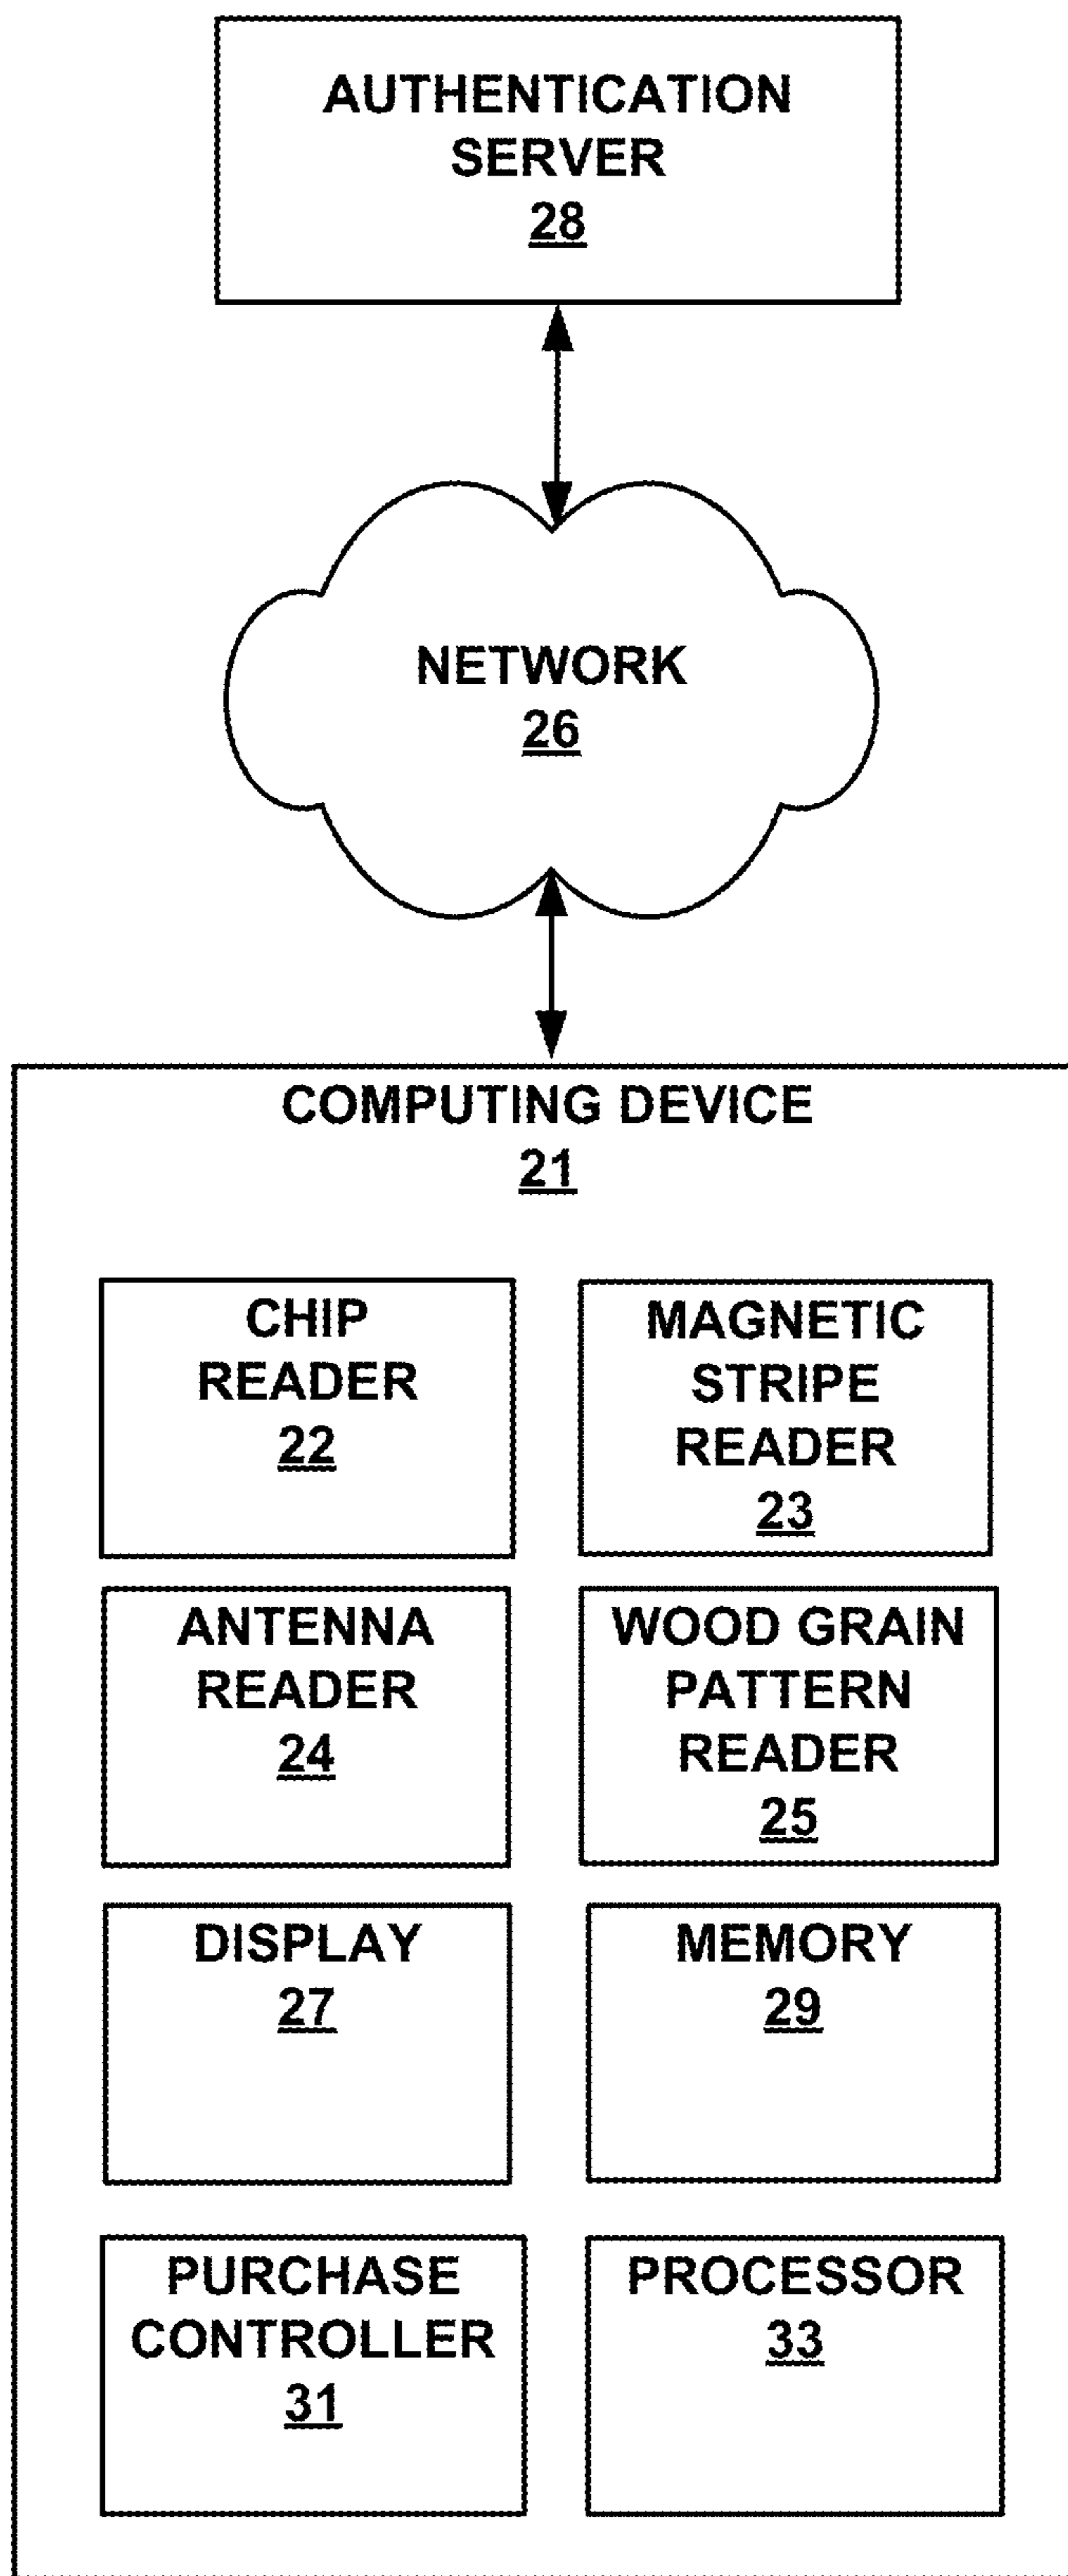 AUTHENTICATION
SERVER
28
NETWORK
26
COMPUTING DEVICE
21
CHIP
READER
22
MAGNETIC
STRIPE
READER
23
ANTENNA
READER
24
WOOD GRAIN
PATTERN
READER
25
DISPLAY
27
MEMORY
29
PURCHASE
CONTROLLER
31
PROCESSOR
33